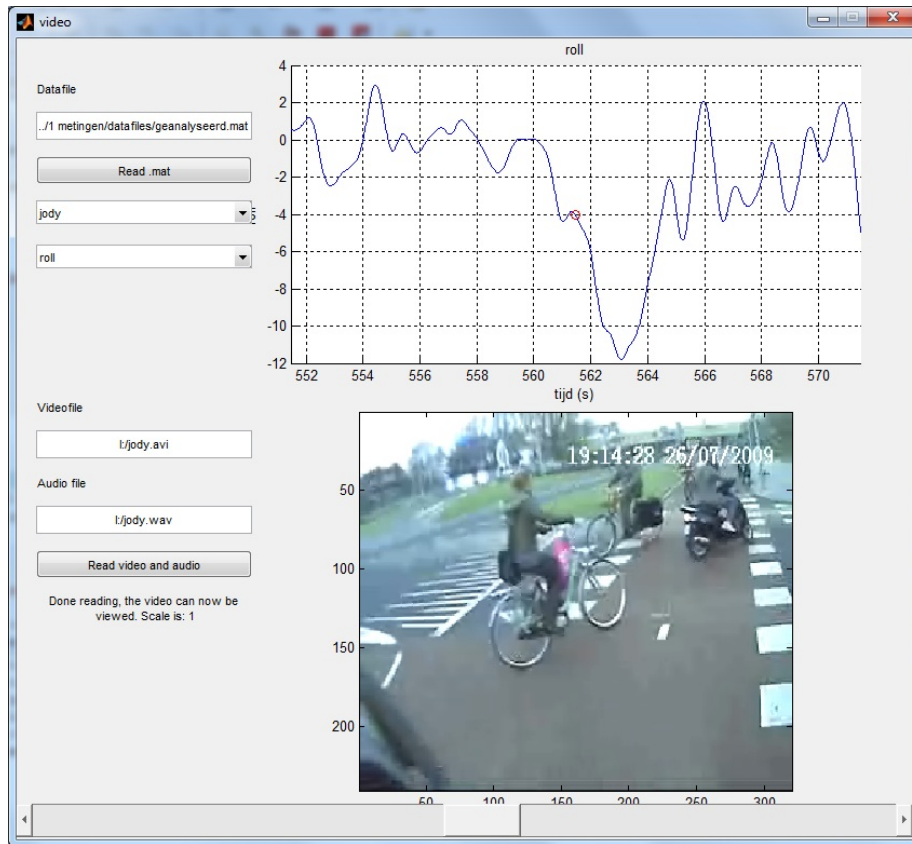 video
roll
Datafile
../1 metingen/datafiles/geanalyseerd.mat
Read .mat
jody
roll
4
2
0
-2
-4
-6
-8
-10
-12
552 554 556 558 560 562 564 566 568 570
tijd (s)
Videofile
l:/jody.avi
Audio file
l:/jody.wav
Read video and audio
Done reading, the video can now be
viewed. Scale is: 1
19:14:28 26/07/2009
50
100
150
200
50 100 150 200 250 300